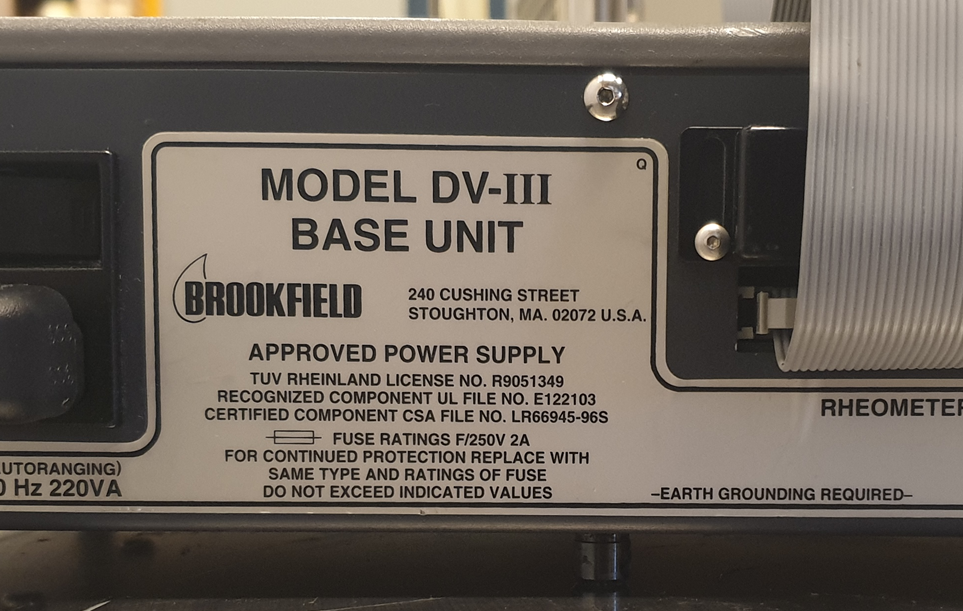 Q
MODEL DV-III
BASE UNIT
BROOKFIELD
240 CUSHING STREET
STOUGHTON, MA. 02072 U.S.A.
APPROVED POWER SUPPLY
TUV RHEINLAND LICENSE NO. R9051349
RECOGNIZED COMPONENT UL FILE NO. E122103
CERTIFIED COMPONENT CSA FILE NO. LR66945-96S
FUSE RATINGS F/250V 2A
FOR CONTINUED PROTECTION REPLACE WITH
SAME TYPE AND RATINGS OF FUSE
DO NOT EXCEED INDICATED VALUES
UTORANGING)
0 Hz 220VA
RHEOMETER
–EARTH GROUNDING REQUIRED–